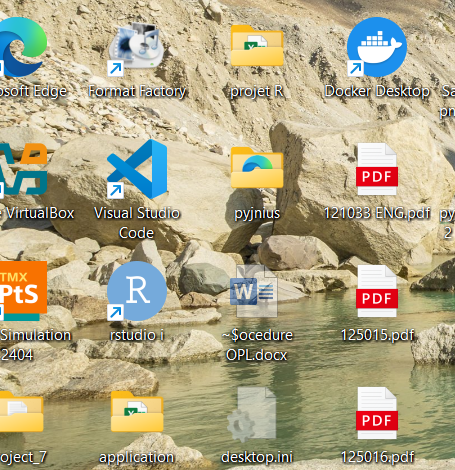 osoft Edge
Format Factory
projet R
Docker Desktop
Sa
pn
VirtualBox
Visual Studio
Code
pyjnius
PDF
121033 ENG.pdf
py
2
TMX
PtS
Simulation
2404
R
rstudio i
W
~$ocedure
OPL.docx
PDF
125015.pdf
oject_7
application
desktop.ini
PDF
125016.pdf